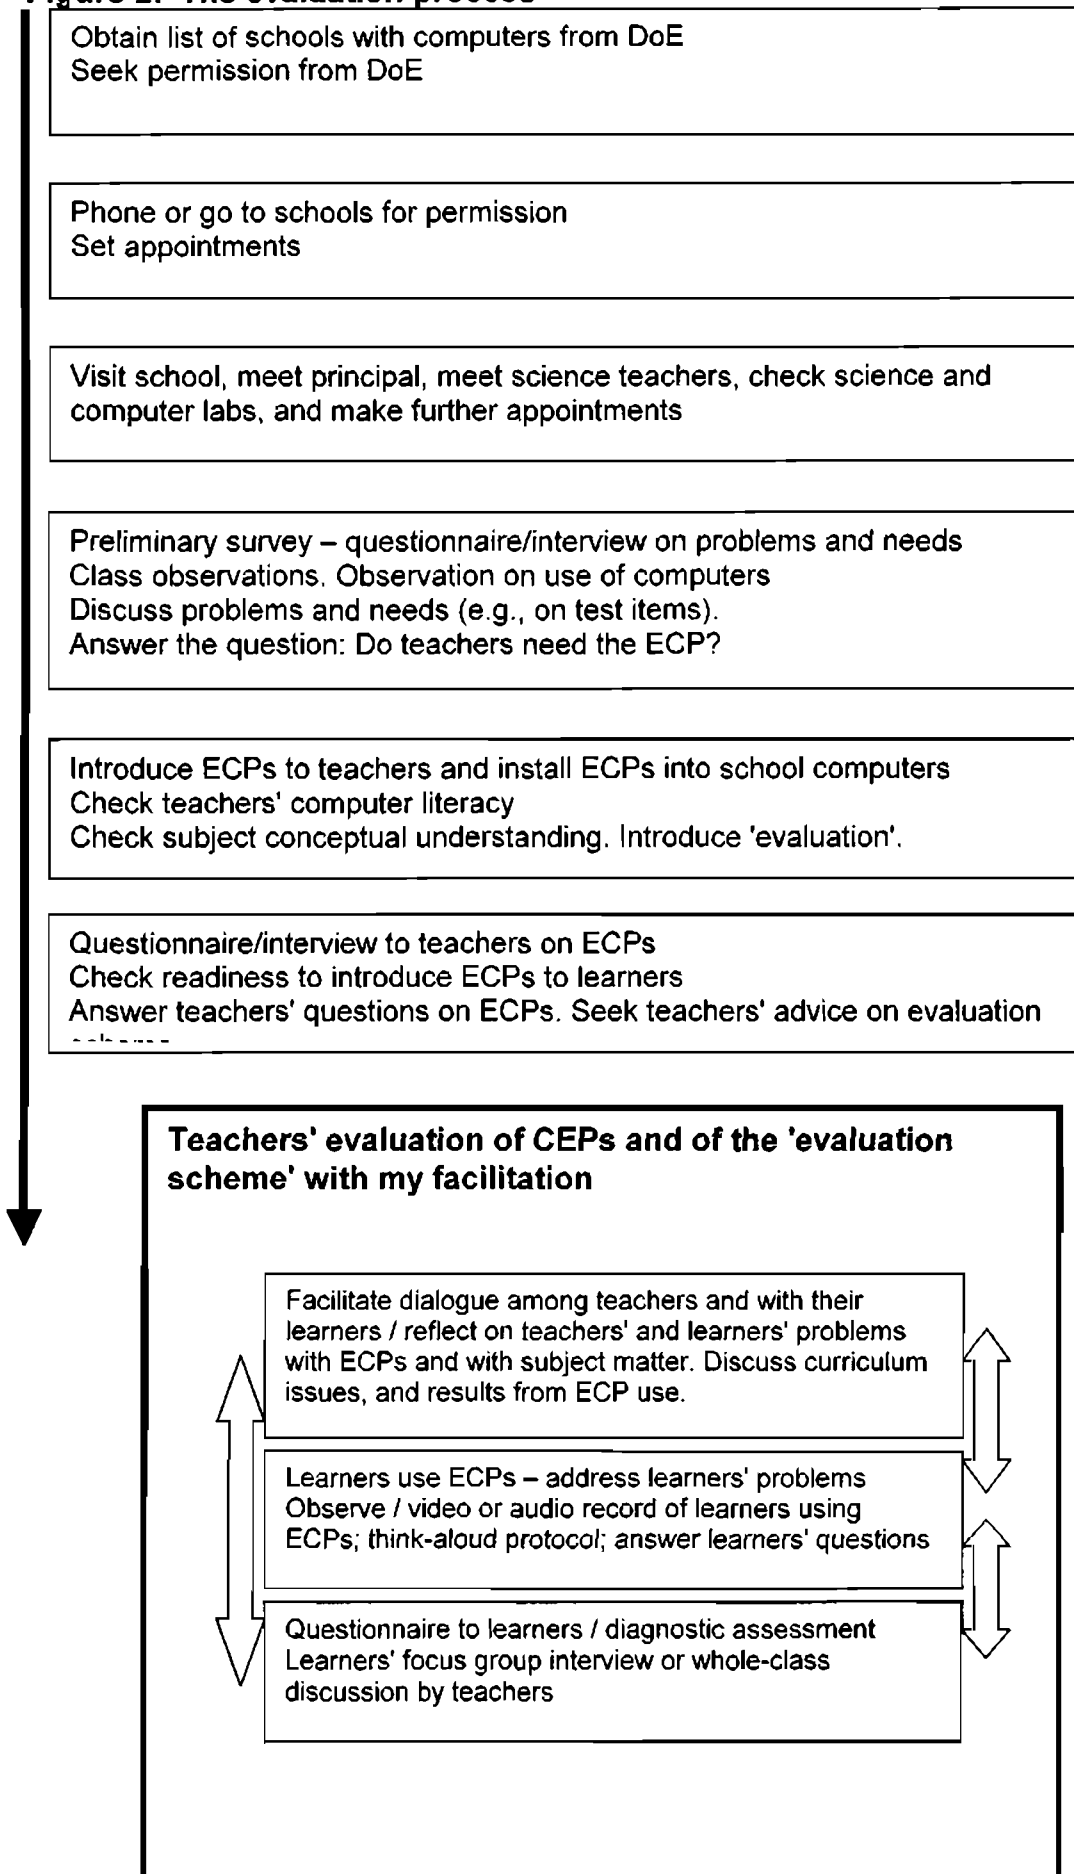 Figure 2: The evaluation process
Obtain list of schools with computers from DoE
Seek permission from DoE
Phone or go to schools for permission
Set appointments
Visit school, meet principal, meet science teachers, check science and
computer labs, and make further appointments
Preliminary survey – questionnaire/interview on problems and needs
Class observations. Observation on use of computers
Discuss problems and needs (e.g., on test items).
Answer the question: Do teachers need the ECP?
Introduce ECPs to teachers and install ECPs into school computers
Check teachers' computer literacy
Check subject conceptual understanding. Introduce 'evaluation'.
Questionnaire/interview to teachers on ECPs
Check readiness to introduce ECPs to learners
Answer teachers' questions on ECPs. Seek teachers' advice on evaluation
Teachers' evaluation of CEPs and of the 'evaluation
scheme' with my facilitation
Facilitate dialogue among teachers and with their
learners / reflect on teachers' and learners' problems
with ECPs and with subject matter. Discuss curriculum
issues, and results from ECP use.
Learners use ECPs – address learners' problems
Observe / video or audio record of learners using
ECPs; think-aloud protocol; answer learners' questions
Questionnaire to learners / diagnostic assessment
Learners' focus group interview or whole-class
discussion by teachers